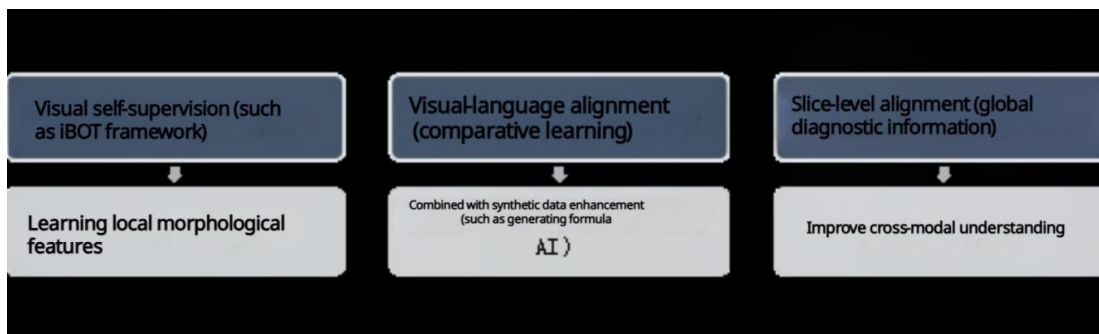 Visual self-supervision (such
as iBOT framework)
Learning local morphological
features
Visual-language alignment
(comparative learning)
Combined with synthetic data enhancement
(such as generating formula
AI)
Slice-level alignment (global
diagnostic information)
Improve cross-modal understanding